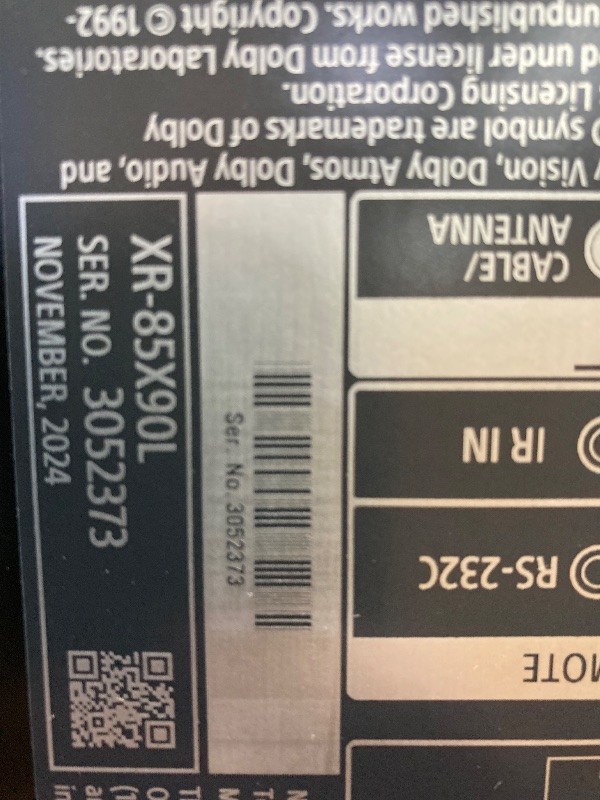 Vision, Dolby, Atmos, Dolby Audio, and
symbol are trademarks of Dolby
Licensing Corporation.
under license from Dolby Laboratories.
unpublished works. Copyright © 1992-
XR-85X90L
SER. NO. 3052373
NOVEMBER, 2024
Ser. No. 3052373
CABLE/
ANTENNA
IR IN
RS-232C